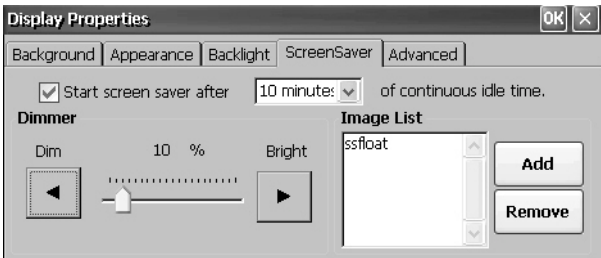 Display Properties OK
Background Appearance Backlight ScreenSaver Advanced
Start screen saver after 10 minutes of continuous idle time.
Dimmer Image List
Dim 10 % Bright
ssfloat
Add
Remove